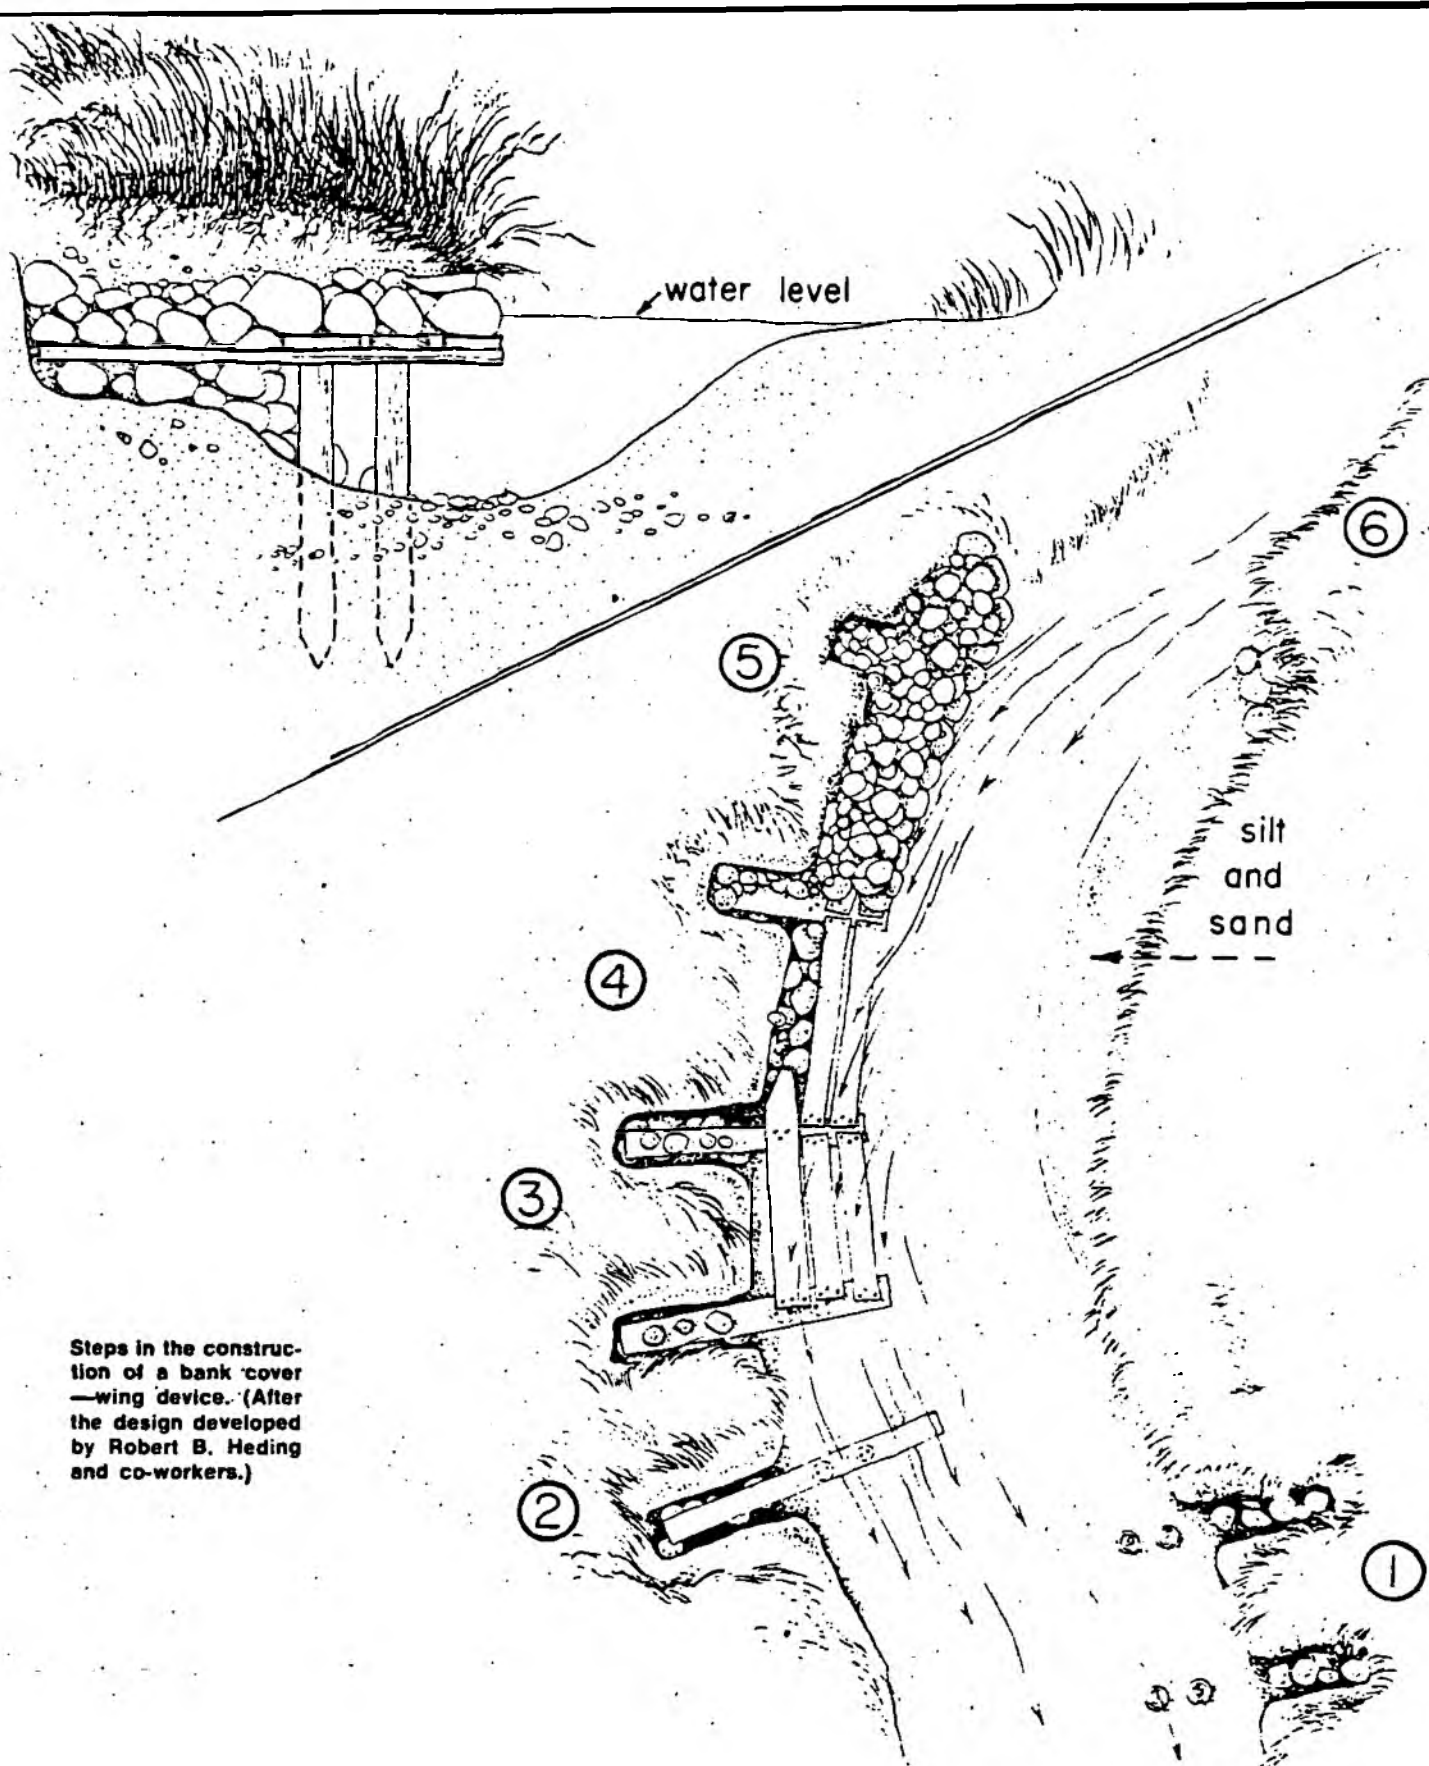 water level
6
5
silt
and
sand
4
3
Steps in the construc-
tion of a bank cover
—wing device. (After
the design developed
by Robert B. Heding
and co-workers.)
2
1